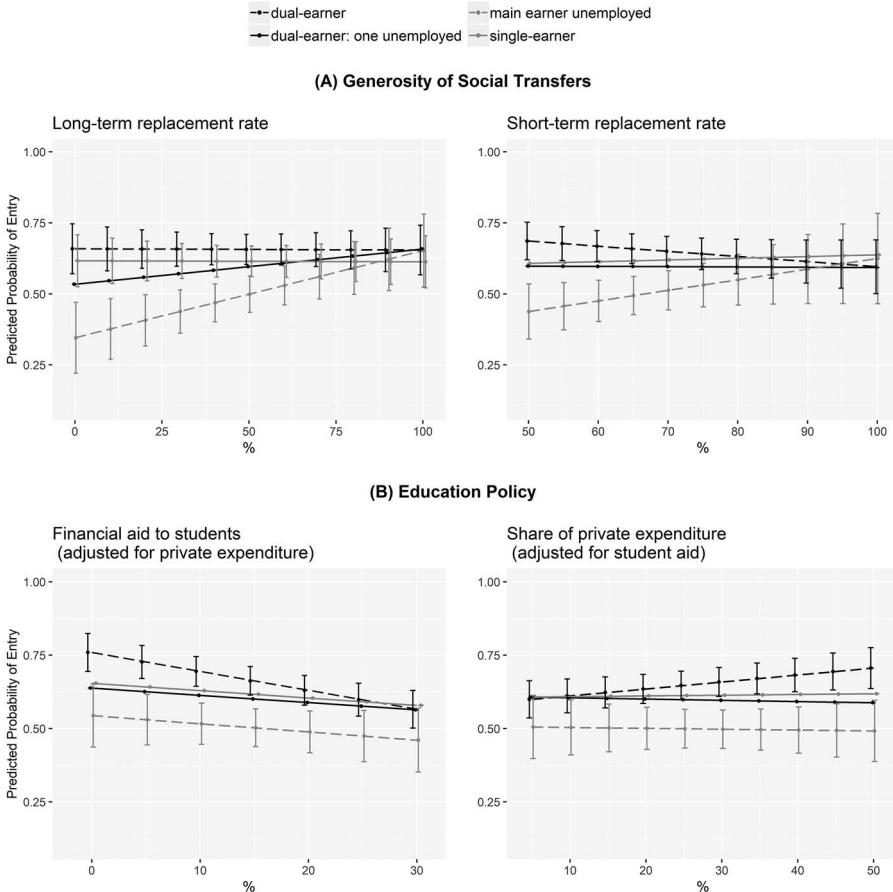 dual-earner
main earner unemployed
dual-earner: one unemployed
single-earner
(A) Generosity of Social Transfers
Long-term replacement rate
Short-term replacement rate
Predicted Probability of Entry
1.00
0.75
0.50
0.25
0
25
50
75
100
%
1.00
0.75
0.50
0.25
50
60
70
80
90
100
%
(B) Education Policy
Financial aid to students
(adjusted for private expenditure)
Share of private expenditure
(adjusted for student aid)
Predicted Probability of Entry
1.00
0.75
0.50
0.25
0
10
20
30
%
1.00
0.75
0.50
0.25
10
20
30
40
50
%